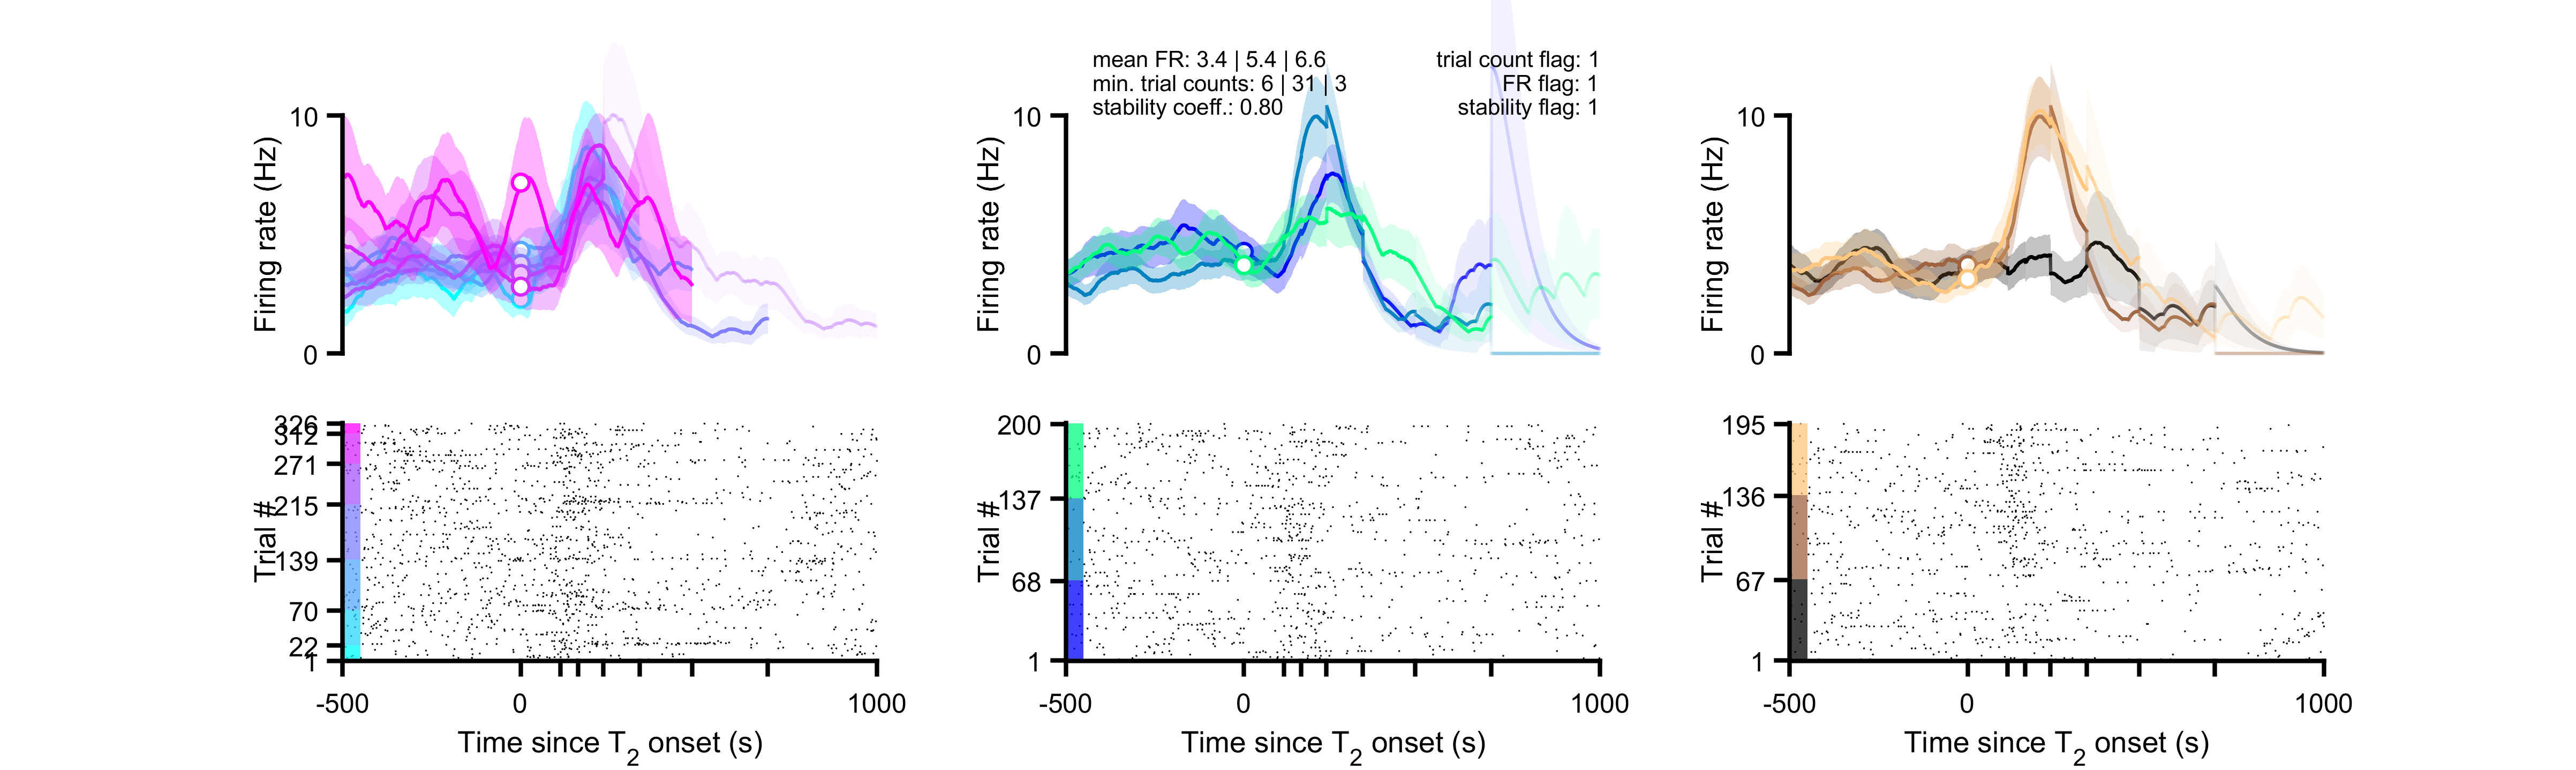 mean FR: 3.4 | 5.4 | 6.6
min. trial counts: 6 | 31 | 3
stability coeff.: 0.80
trial count flag: 1
FR flag: 1
stability flag: 1
Firing rate (Hz)
10
0
Firing rate (Hz)
10
0
Firing rate (Hz)
10
0
Trial #
326
312
271
215
139
70
22
1
-500 0 1000
Time since T2 onset (s)
Trial #
200
137
68
1
-500 0 1000
Time since T2 onset (s)
Trial #
195
136
67
1
-500 0 1000
Time since T2 onset (s)